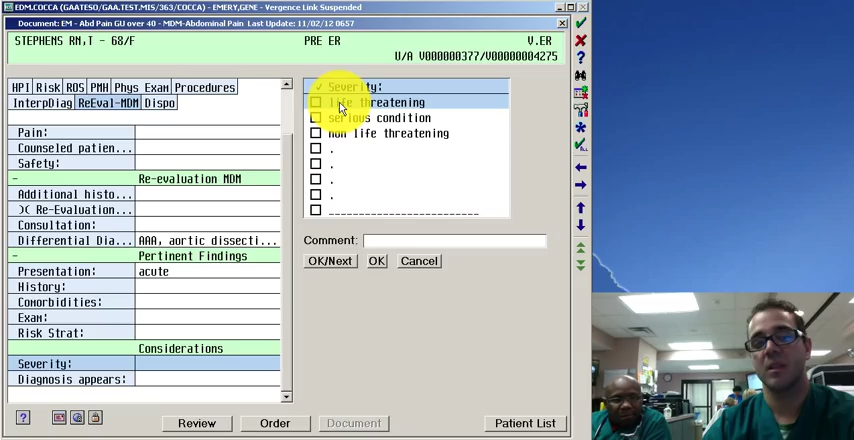 EDM.COCCA (GAATESO/GAA.TEST.MIS/363/COCCA) - EMERY,GENE - Vergence Link Suspended
Document: EM - Abd Pain GU over 40 - MDM-Abdominal Pain Last Update: 11/02/12 0657
STEPHENS RN,T - 68/F PRE ER V.ER
U/A V000000377/V00000004275
HPI Risk ROS PMH Phys Exam Procedures
InterpDiag ReEval-MDM Dispo
Pain:
Counseled patien...
Safety:
- Re-evaluation MDM
Additional histo...
)( Re-Evaluation...
Consultation:
Differential Dia... AAA, aortic dissecti...
- Pertinent Findings
Presentation: acute
History:
Comorbidities:
Exam:
Risk Strat:
Considerations
Severity:
Diagnosis appears:
✓ Severity:
life threatening
serious condition
non life threatening
.
.
.
.
Comment:
OK/Next OK Cancel
ALL
Review Order Document Patient List